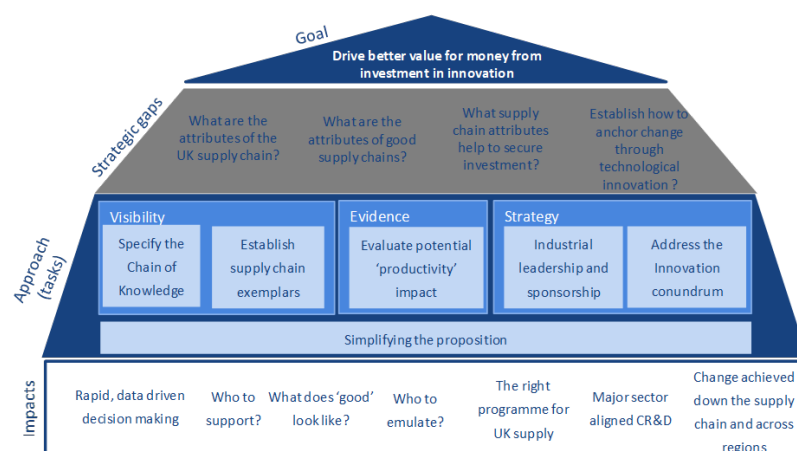 Goal
Drive better value for money from
investment in innovation
Strategic gaps
What are the
attributes of the
UK supply chain?
What are the
attributes of good
supply chains?
What supply
chain attributes
help to secure
investment?
Establish how to
anchor change
through
technological
innovation ?
Approach
(tasks)
Visibility
Specify the
Chain of
Knowledge
Establish
supply chain
exemplars
Evidence
Evaluate potential
‘productivity’
impact
Strategy
Industrial
leadership and
sponsorship
Address the
Innovation
conundrum
Simplifying the proposition
Impacts
Rapid, data driven
decision making
Who to
support?
What does ‘good’
look like?
Who to
emulate?
The right
programme for
UK supply
Major sector
aligned CR&D
Change achieved
down the supply
chain and across
regions